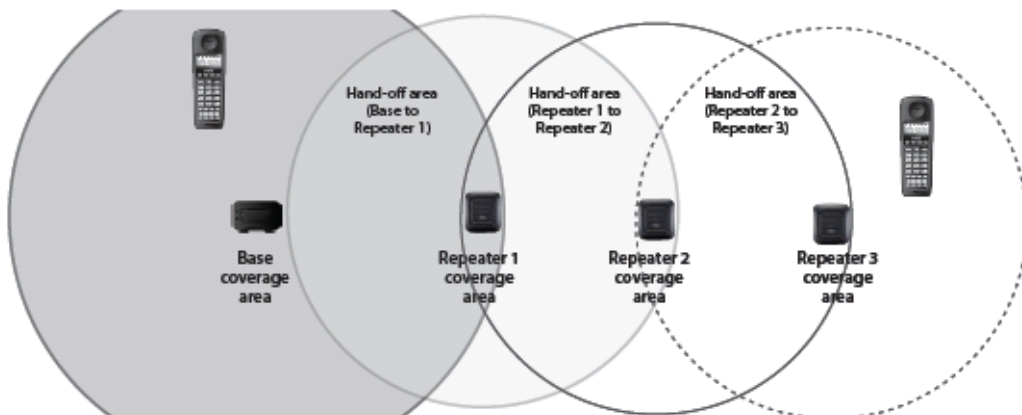 Hand-off area
(Base to
Repeater 1)
Hand-off area
(Repeater 1 to
Repeater 2)
Hand-off area
(Repeater 2 to
Repeater 3)
Base
coverage
area
Repeater 1
coverage
area
Repeater 2
coverage
area
Repeater 3
coverage
area